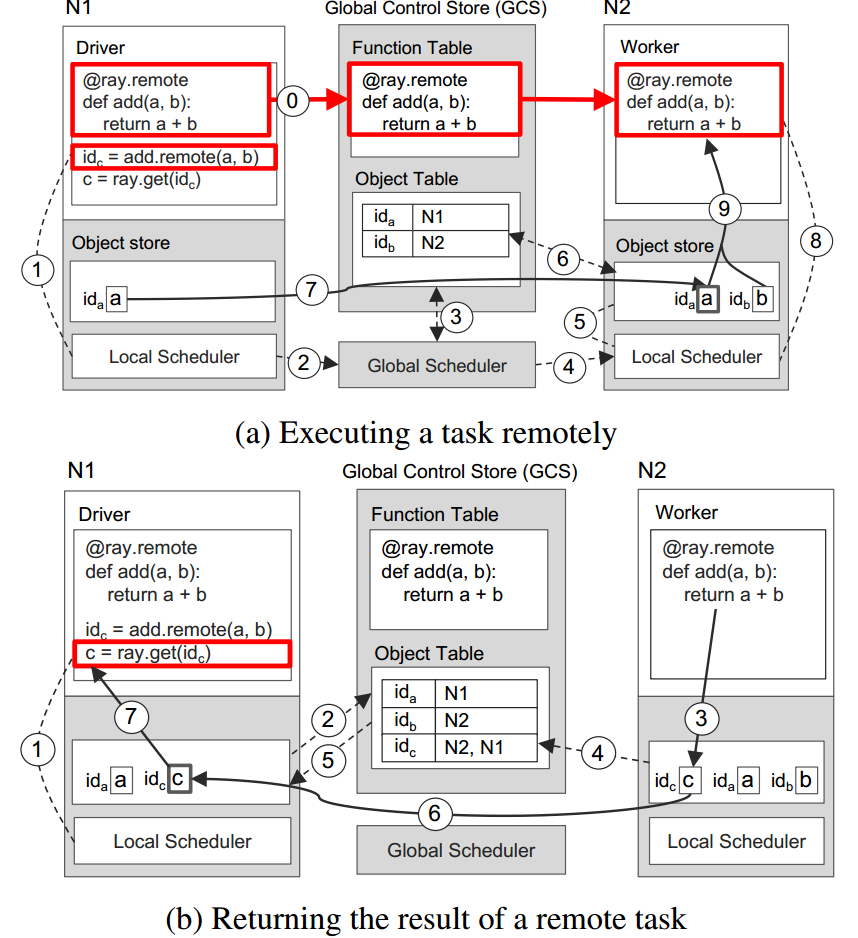 N1
Global Control Store (GCS)
N2
Driver
@ray.remote
def add(a, b):
return a + b
idc = add.remote(a, b)
c = ray.get(idc)
Object store
ida a
Local Scheduler
Function Table
@ray.remote
def add(a, b):
return a + b
Object Table
ida N1
idb N2
Global Scheduler
Worker
@ray.remote
def add(a, b):
return a + b
Object store
ida a idb b
Local Scheduler
0
1
2
3
4
5
6
7
8
9
(a) Executing a task remotely
N1
Global Control Store (GCS)
N2
Driver
@ray.remote
def add(a, b):
return a + b
idc = add.remote(a, b)
c = ray.get(idc)
ida a idc c
Local Scheduler
Function Table
@ray.remote
def add(a, b):
return a + b
Object Table
ida N1
idb N2
idc N2, N1
Global Scheduler
Worker
@ray.remote
def add(a, b):
return a + b
idc c ida a idb b
Local Scheduler
1
2
3
4
5
6
7
(b) Returning the result of a remote task